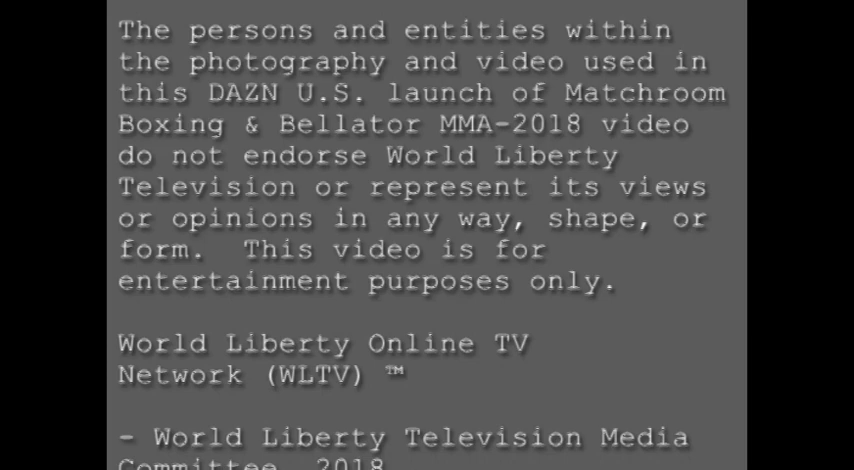 The persons and entities within
the photography and video used in
this DAZN U.S. launch of Matchroom
Boxing & Bellator MMA-2018 video
do not endorse World Liberty
Television or represent its views
or opinions in any way, shape, or
form.  This video is for
entertainment purposes only.
World Liberty Online TV
Network (WLTV) ™
- World Liberty Television Media
Committee, 2018